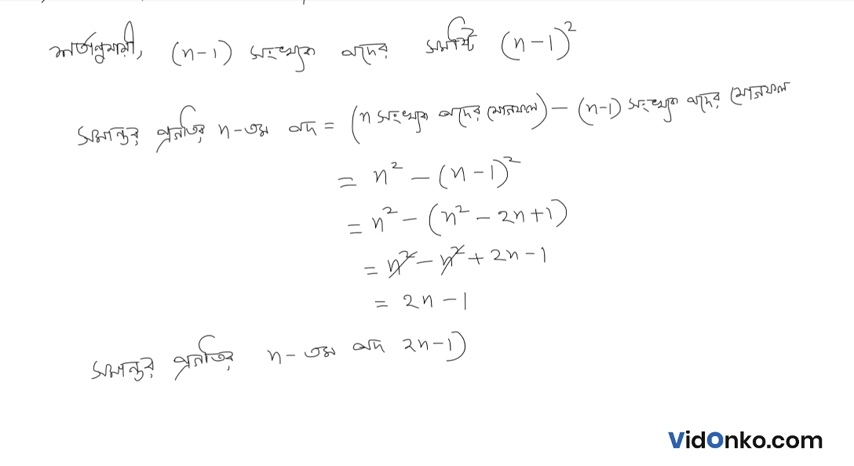 শর্তানুযায়ী, (n-1) সংখ্যক পদের সমষ্টি (n-1)²
সমান্তর প্রগতির n-তম পদ = (n সংখ্যক পদের যোগফল) - (n-1) সংখ্যক পদের যোগফল
= n² - (n-1)²
= n² - (n² - 2n+1)
= n² - n² + 2n - 1
= 2n - 1
সমান্তর প্রগতির n-তম পদ 2n-1)
VidOnko.com